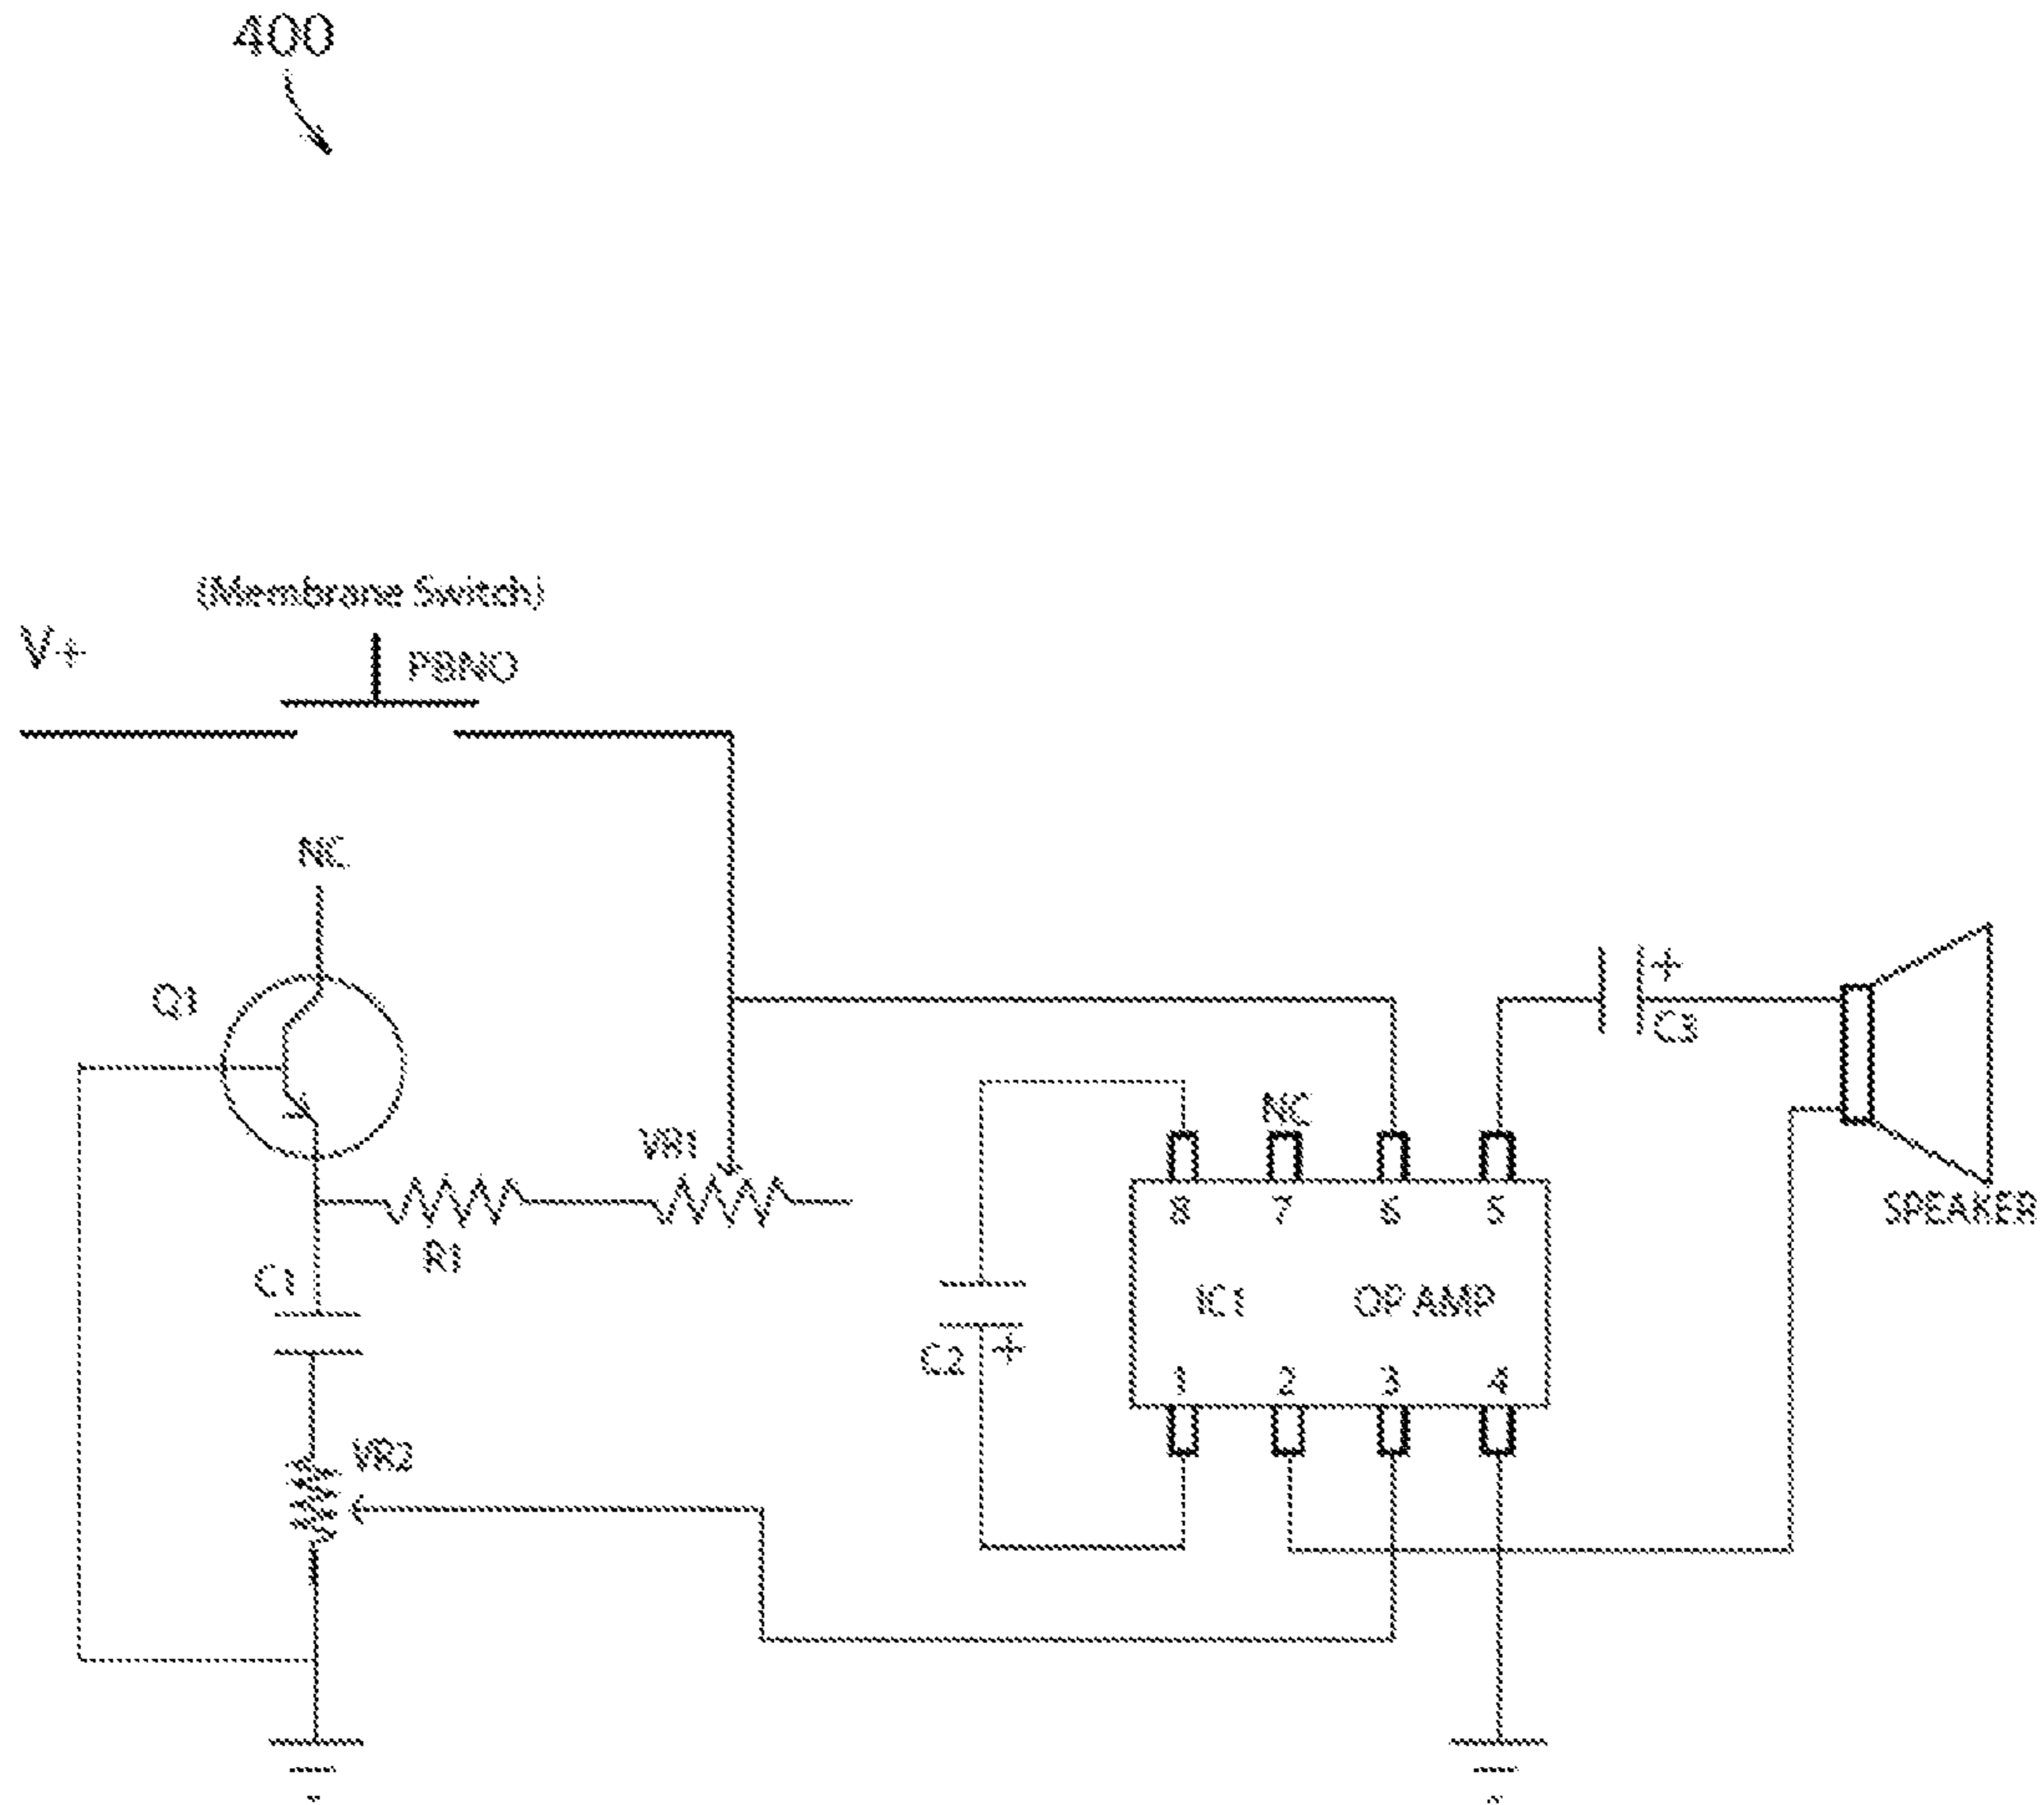 400
(Membrane Switch)
V+
PBNO
NC
Q1
VR1
R1
C1
VR2
C2
+
NC
8 7 6 5
IC1 OP AMP
1 2 3 4
+
C3
SPEAKER